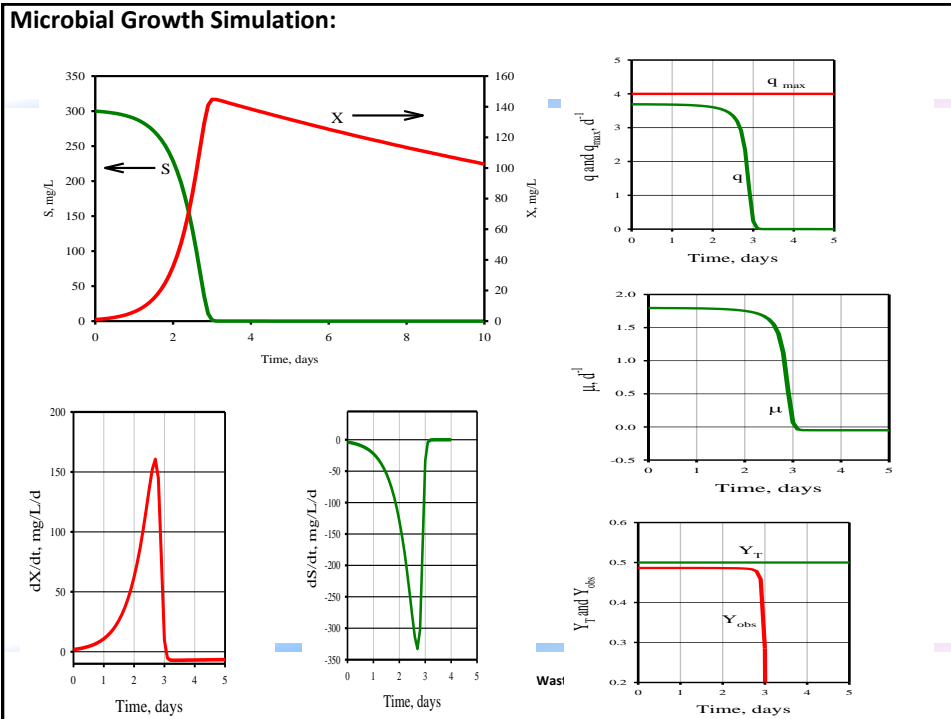 Microbial Growth Simulation:
350
300
250
200
150
100
50
0
S, mg/L
160
140
120
100
80
60
40
20
0
X, mg/L
X
S
0 2 4 6 8 10
Time, days
5
4
3
2
1
0
q and qmax, d-1
q max
q
0 1 2 3 4 5
Time, days
2.0
1.5
1.0
0.5
0.0
-0.5
µ, d-1
µ
0 1 2 3 4 5
Time, days
200
150
100
50
0
dX/dt, mg/L/d
0 1 2 3 4 5
Time, days
0
-50
-100
-150
-200
-250
-300
-350
dS/dt, mg/L/d
0 1 2 3 4 5
Time, days
0.6
0.5
0.4
0.3
0.2
YT and Yobs
YT
Yobs
0 1 2 3 4 5
Time, days
Wast